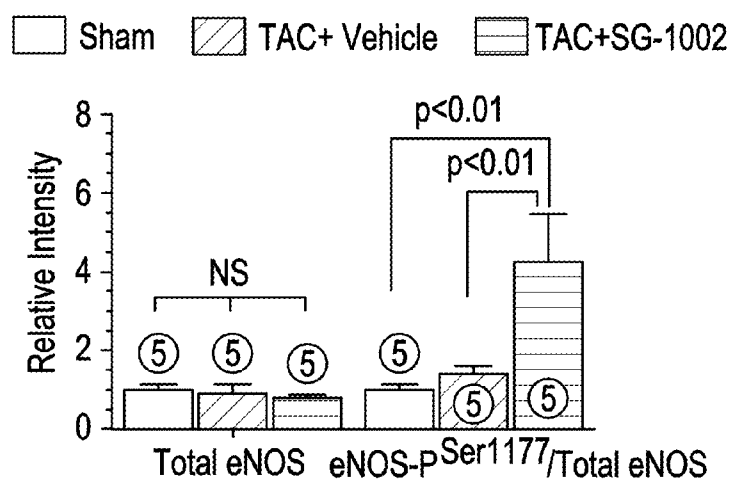 Sham TAC+ Vehicle TAC+SG-1002
8
p<0.01
p<0.01
6
Relative Intensity
4
NS
2
5 5 5 5
5 5
0
Total eNOS eNOS-P Ser1177/Total eNOS